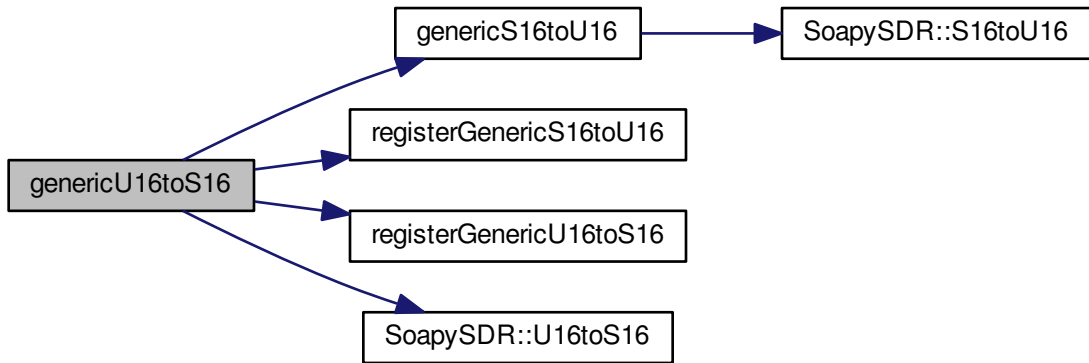 genericS16toU16
SoapySDR::S16toU16
registerGenericS16toU16
genericU16toS16
registerGenericU16toS16
SoapySDR::U16toS16